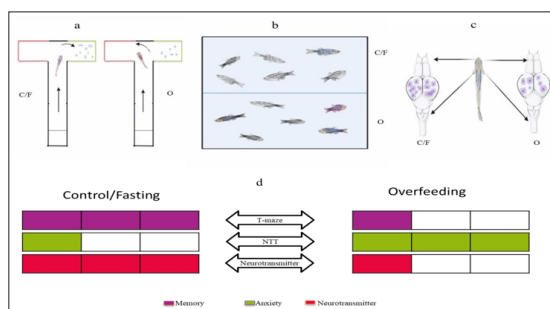 a
b
c
C/F
O
C/F
O
C/F
O
d
Control/Fasting
Overfeeding
T-maze
NTT
Neurotransmitter
Memory
Anxiety
Neurotransmitter